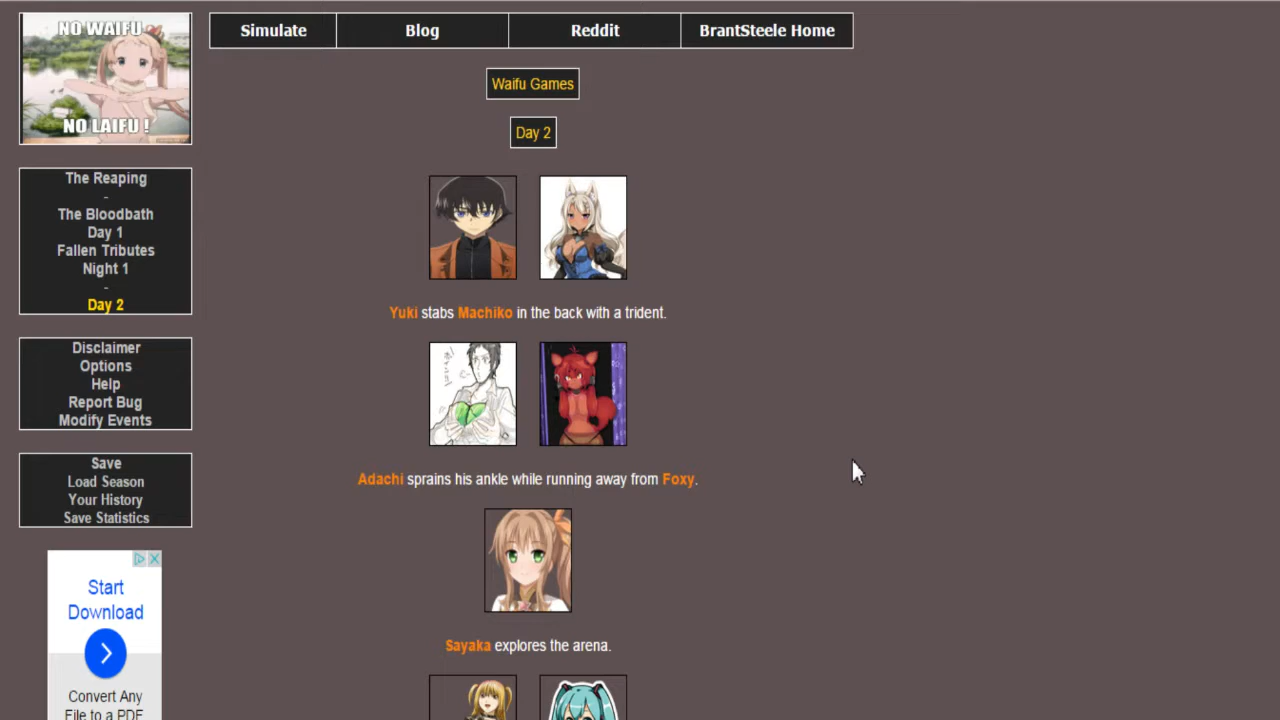 NO WAIFU
NO LAIFU !
Simulate
Blog
Reddit
BrantSteele Home
The Reaping
-
The Bloodbath
Day 1
Fallen Tributes
Night 1
-
Day 2
Disclaimer
Options
Help
Report Bug
Modify Events
Save
Load Season
Your History
Save Statistics
Start
Download
Convert Any
File to a PDF
Waifu Games
Day 2
Yuki stabs Machiko in the back with a trident.
Adachi sprains his ankle while running away from Foxy.
Sayaka explores the arena.